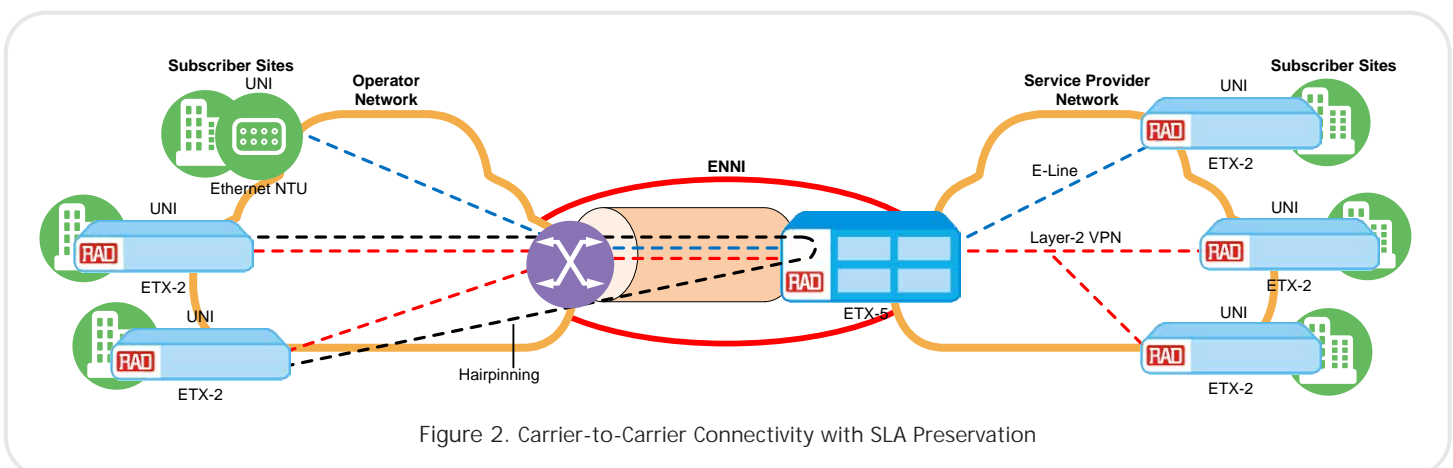 Subscriber Sites
UNI
Ethernet NTU
Operator
Network
UNI
RAD
ETX-2
UNI
RAD
ETX-2
Hairpinning
ENNI
RAD
ETX-5
Service Provider
Network
E-Line
Layer-2 VPN
Subscriber Sites
UNI
RAD
ETX-2
UNI
RAD
ETX-2
UNI
RAD
ETX-2
Figure 2. Carrier-to-Carrier Connectivity with SLA Preservation